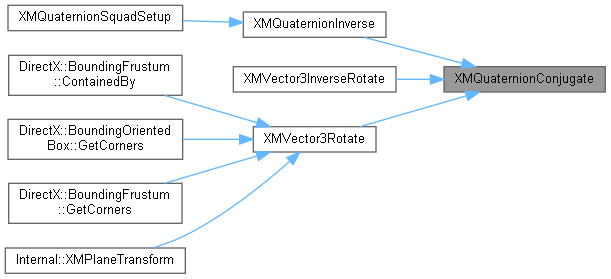 XMQuaternionSquadSetup
XMQuaternionInverse
DirectX::BoundingFrustum
::ContainedBy
XMVector3InverseRotate
XMQuaternionConjugate
DirectX::BoundingOriented
Box::GetCorners
XMVector3Rotate
DirectX::BoundingFrustum
::GetCorners
Internal::XMPlaneTransform